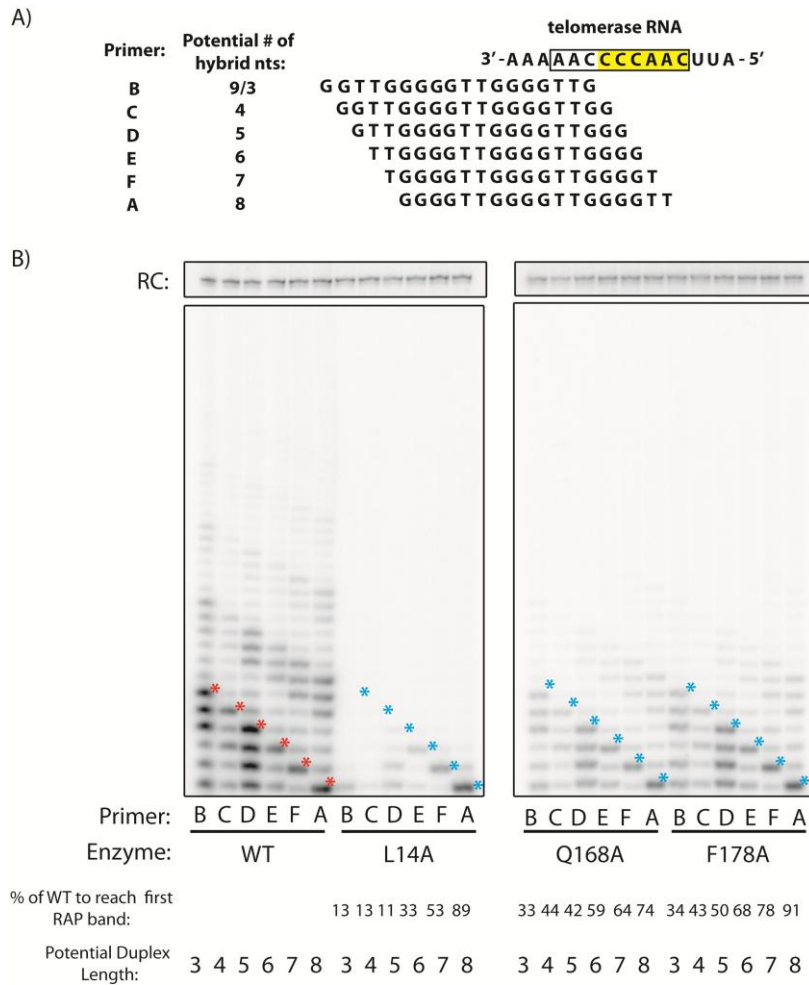 A)
telomerase RNA
Primer:
Potential # of
hybrid nts:
3'-AAAAACCCCAACUUA-5'
B 9/3 GGTTGGGGGTTGGGGTTG
C 4 GGTTGGGGTTGGGGTTGG
D 5 GTTGGGGTTGGGGTTGGG
E 6 TTGGGGTTGGGGTTGGGG
F 7 TGGGGTTGGGGTTGGGGT
A 8 GGGGTTGGGGTTGGGGTT
B)
RC:
* * * * * * * * * * * * * * * * * * * * * * * *
Primer: B C D E F A B C D E F A B C D E F A B C D E F A
Enzyme: WT L14A Q168A F178A
% of WT to reach first
RAP band:
13 13 11 33 53 89 33 44 42 59 64 74 34 43 50 68 78 91
Potential Duplex
Length:
3 4 5 6 7 8 3 4 5 6 7 8 3 4 5 6 7 8 3 4 5 6 7 8